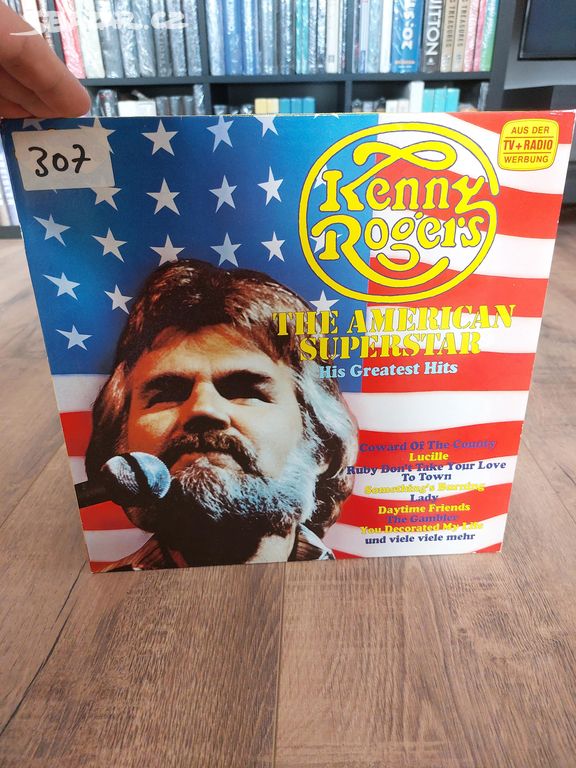 307
AUS DER
TV + RADIO
WERBUNG
Kenny
Rogers
THE AMERICAN
SUPERSTAR
His Greatest Hits
Coward Of The County
Lucille
Ruby Don't Take Your Love
To Town
Something's Burning
Lady
Daytime Friends
The Gambler
You Decorated My Life
und viele viele mehr